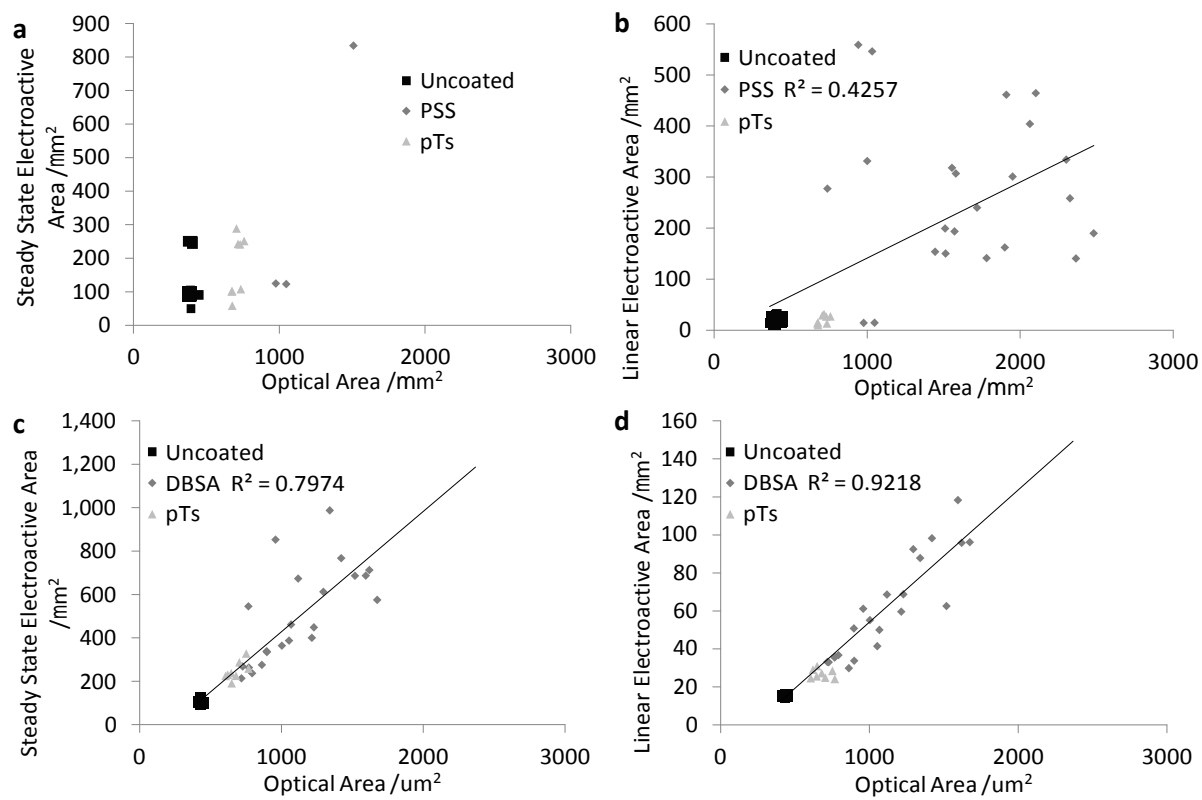 a
Steady State Electroactive
Area /mm²
900
800
700
600
500
400
300
200
100
0
0 1000 2000 3000
Optical Area /mm²
Uncoated
PSS
pTs
b
Linear Electroactive Area /mm²
600
500
400
300
200
100
0
0 1000 2000 3000
Optical Area /mm²
Uncoated
PSS R² = 0.4257
pTs
c
Steady State Electroactive Area
/mm²
1,400
1,200
1,000
800
600
400
200
0
0 1000 2000 3000
Optical Area /um²
Uncoated
DBSA R² = 0.7974
pTs
d
Linear Electroactive Area /mm²
160
140
120
100
80
60
40
20
0
0 1000 2000 3000
Optical Area /um²
Uncoated
DBSA R² = 0.9218
pTs